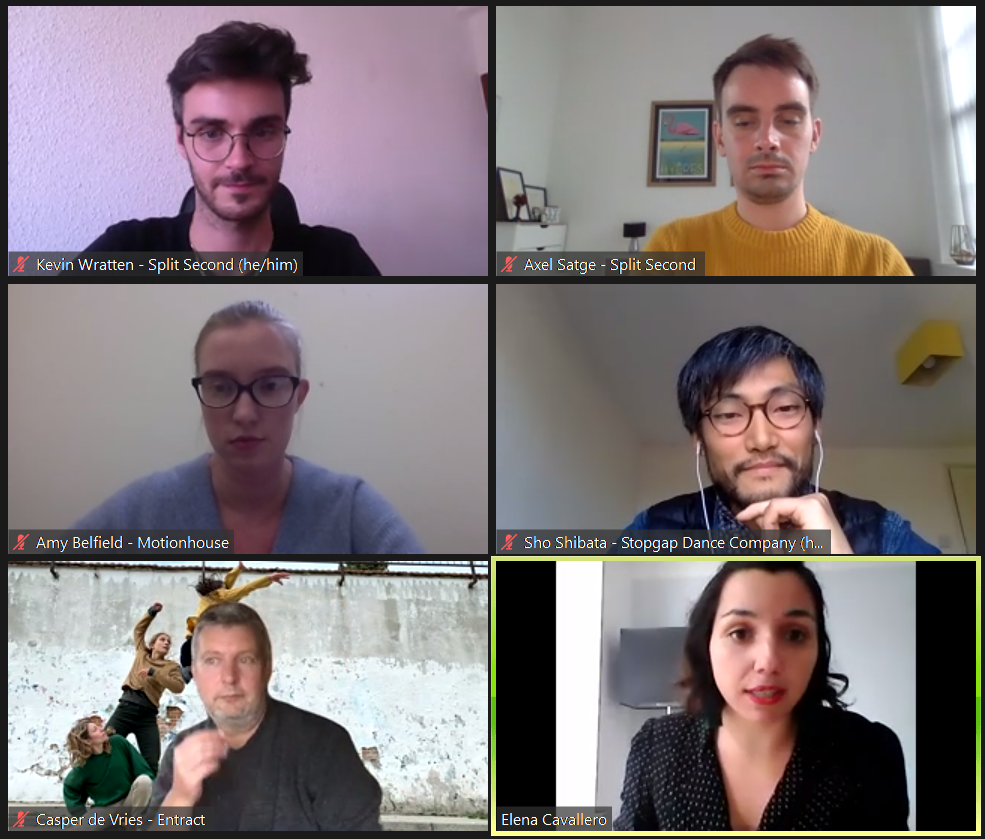 Kevin Wratten - Split Second (he/him)
Axel Satge - Split Second
Amy Belfield - Motionhouse
Sho Shibata - Stopgap Dance Company (h...
Casper de Vries - Entract
Elena Cavallero